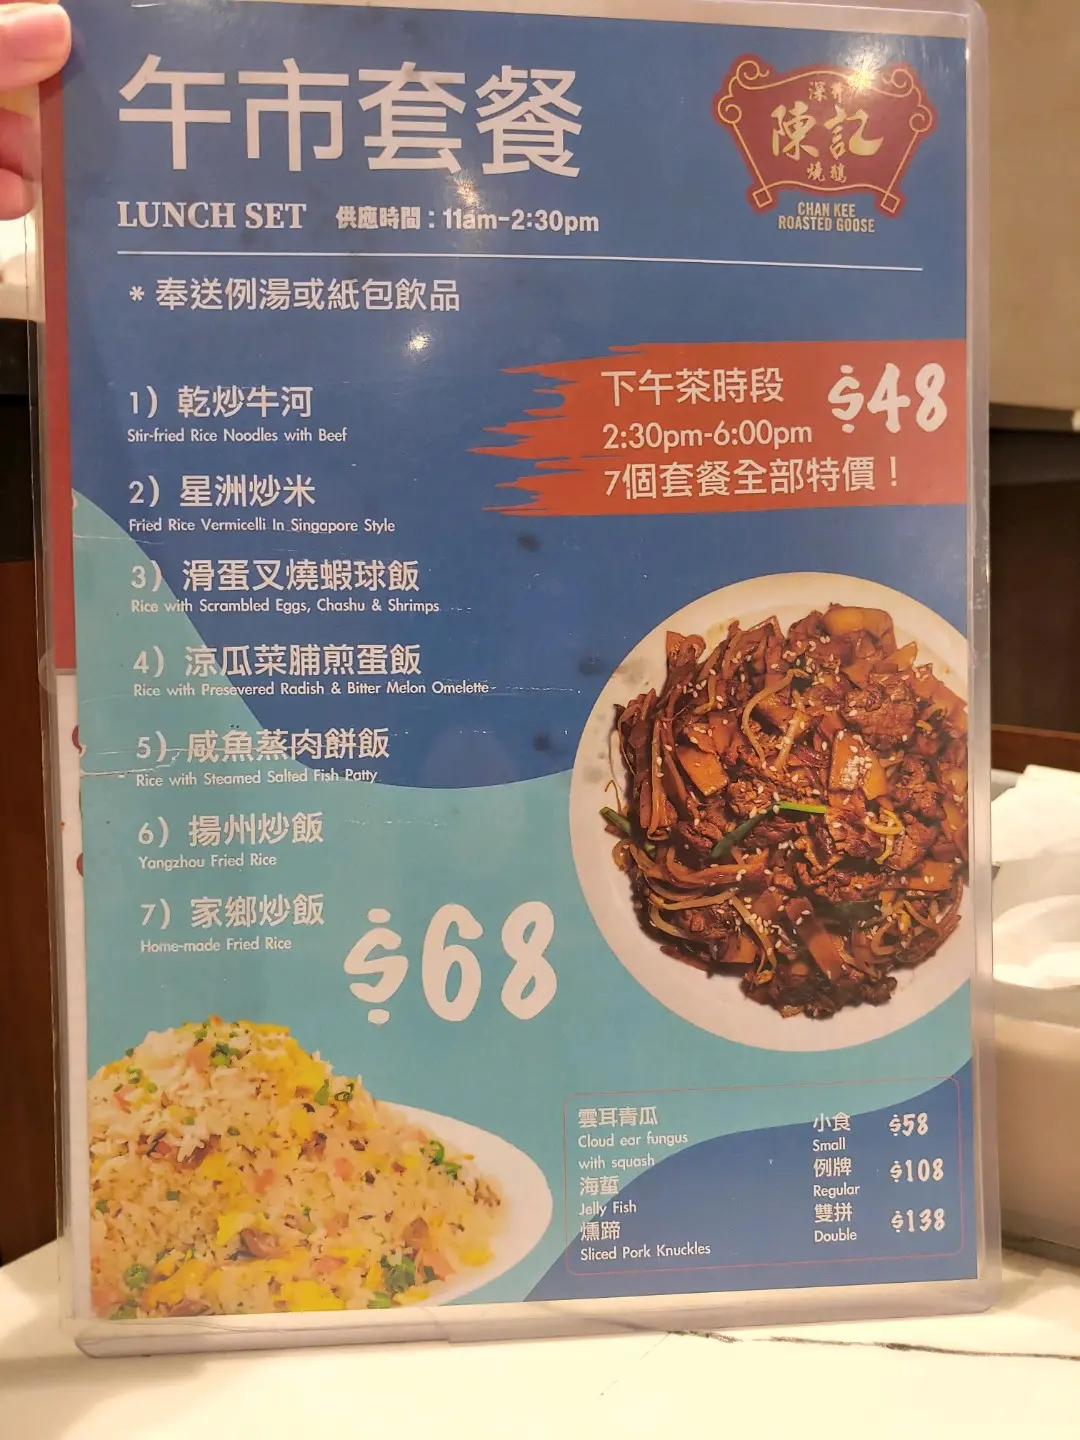 午市套餐
LUNCH SET 供應時間：11am-2:30pm
深井
陳記
燒鵝
CHAN KEE
ROASTED GOOSE
* 奉送例湯或紙包飲品
下午茶時段 $48
2:30pm-6:00pm
7個套餐全部特價！
1）乾炒牛河
Stir-fried Rice Noodles with Beef
2）星洲炒米
Fried Rice Vermicelli In Singapore Style
3）滑蛋叉燒蝦球飯
Rice with Scrambled Eggs, Chashu & Shrimps
4）涼瓜菜脯煎蛋飯
Rice with Presevered Radish & Bitter Melon Omelette
5）咸魚蒸肉餅飯
Rice with Steamed Salted Fish Patty
6）揚州炒飯
Yangzhou Fried Rice
7）家鄉炒飯
Home-made Fried Rice
$68
雲耳青瓜
Cloud ear fungus
with squash
海蜇
Jelly Fish
燻蹄
Sliced Pork Knuckles
小食 $58
Small
例牌 $108
Regular
雙拼 $138
Double